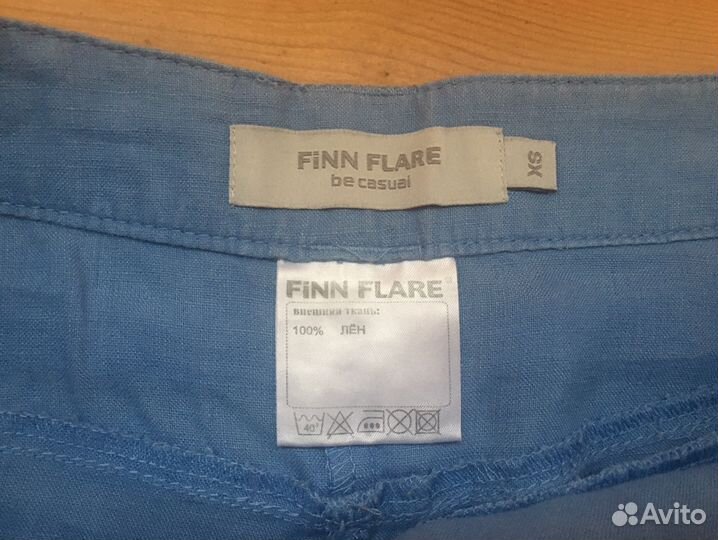 FiNN FLARE
be casual
XS
FiNN FLARE
внешняя ткань:
100% ЛЁН
40°
Avito